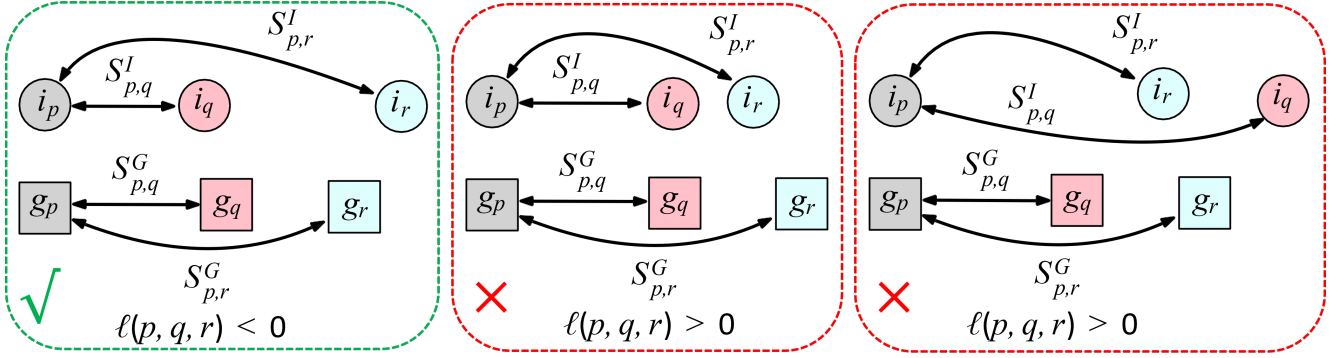 S^I_{p,r}
S^I_{p,q}
i_p i_q i_r
S^G_{p,q}
g_p g_q g_r
S^G_{p,r}
√
ℓ(p, q, r) < 0
S^I_{p,r}
S^I_{p,q}
i_p i_q i_r
S^G_{p,q}
g_p g_q g_r
S^G_{p,r}
×
ℓ(p, q, r) > 0
S^I_{p,r}
i_p i_r i_q
S^I_{p,q}
S^G_{p,q}
g_p g_q g_r
S^G_{p,r}
×
ℓ(p, q, r) > 0